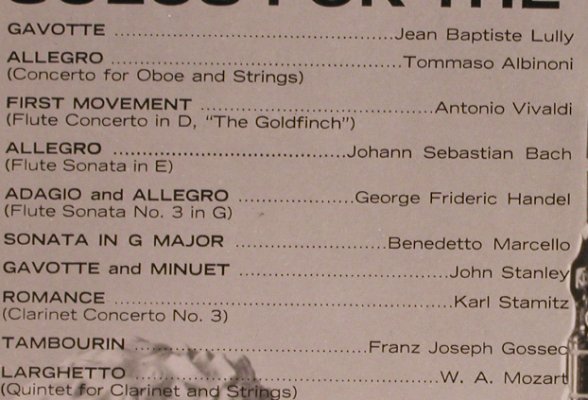 SOLOS FOR THE
GAVOTTE ........................................ Jean Baptiste Lully
ALLEGRO ........................................ Tommaso Albinoni
(Concerto for Oboe and Strings)
FIRST MOVEMENT ................................ Antonio Vivaldi
(Flute Concerto in D, "The Goldfinch")
ALLEGRO ................................ Johann Sebastian Bach
(Flute Sonata in E)
ADAGIO and ALLEGRO ................ George Frideric Handel
(Flute Sonata No. 3 in G)
SONATA IN G MAJOR ..................... Benedetto Marcello
GAVOTTE and MINUET .............................. John Stanley
ROMANCE ............................................... Karl Stamitz
(Clarinet Concerto No. 3)
TAMBOURIN ................................ Franz Joseph Gossec
LARGHETTO ............................................ W. A. Mozart
(Quintet for Clarinet and Strings)